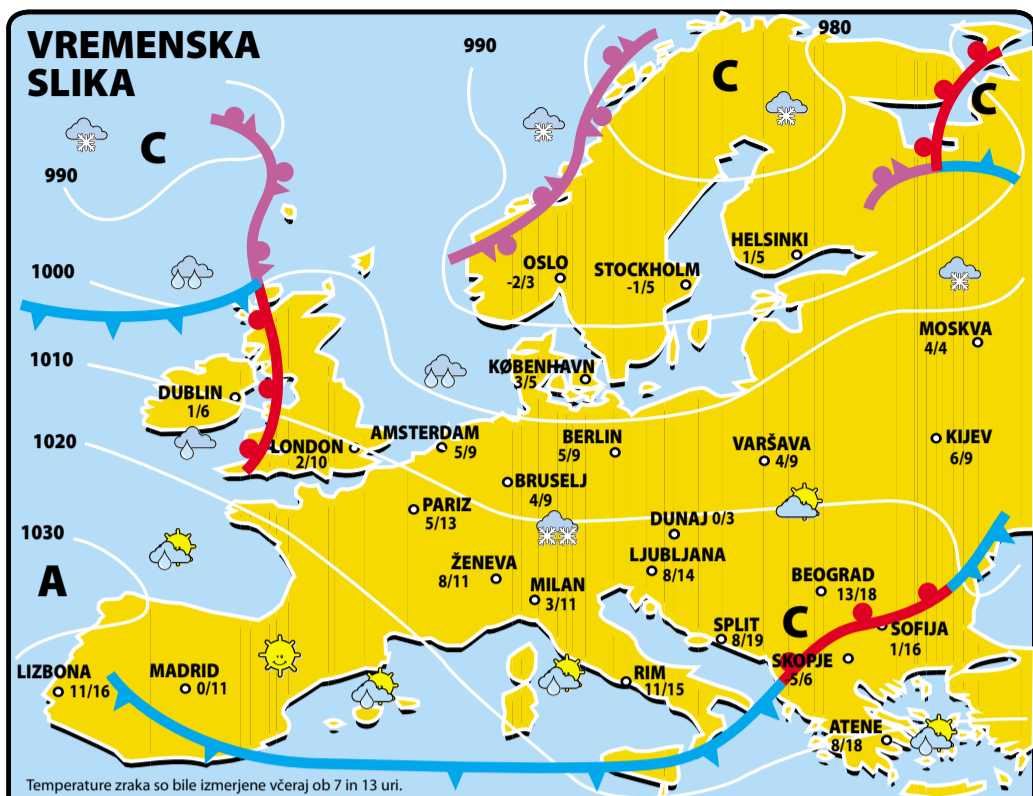 VREMENSKA
SLIKA
990
980
C
C
C
990
1000
HELSINKI
1/5
OSLO
-2/3
STOCKHOLM
-1/5
MOSKVA
4/4
1010
KØBENHAVN
3/5
DUBLIN
1/6
1020
LONDON
2/10
AMSTERDAM
5/9
BERLIN
5/9
VARŠAVA
4/9
KIJEV
6/9
BRUSELJ
4/9
PARIZ
5/13
DUNAJ 0/3
1030
LJUBLJANA
8/14
ŽENEVA
8/11
A
MILAN
3/11
BEOGRAD
13/18
C
SPLIT
8/19
SOFIJA
1/16
SKOPJE
-5/6
LIZBONA
11/16
MADRID
0/11
RIM
11/15
ATENE
8/18
Temperature zraka so bile izmerjene včeraj ob 7 in 13 uri.